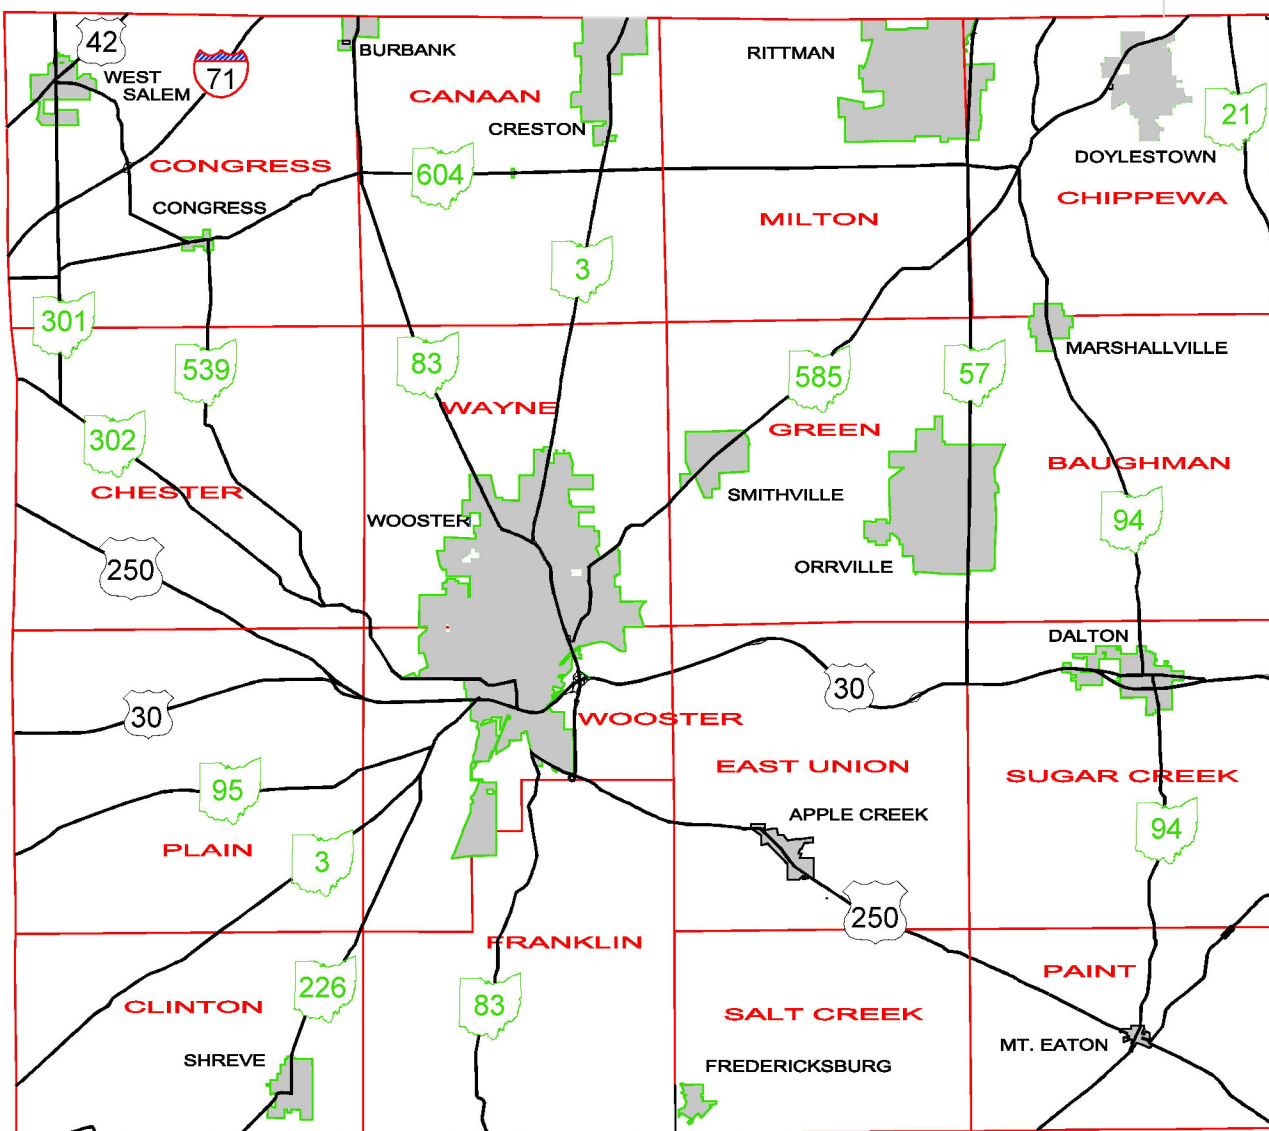 42
BURBANK
RITTMAN
WEST
SALEM
71
CANAAN
21
CRESTON
DOYLESTOWN
CONGRESS
604
CHIPPEWA
CONGRESS
MILTON
3
301
MARSHALLVILLE
539
83
585
57
WAYNE
GREEN
302
BAUGHMAN
CHESTER
SMITHVILLE
WOOSTER
94
250
ORRVILLE
DALTON
30
30
WOOSTER
EAST UNION
SUGAR CREEK
95
APPLE CREEK
94
PLAIN
3
250
FRANKLIN
PAINT
226
83
CLINTON
SALT CREEK
MT. EATON
SHREVE
FREDERICKSBURG